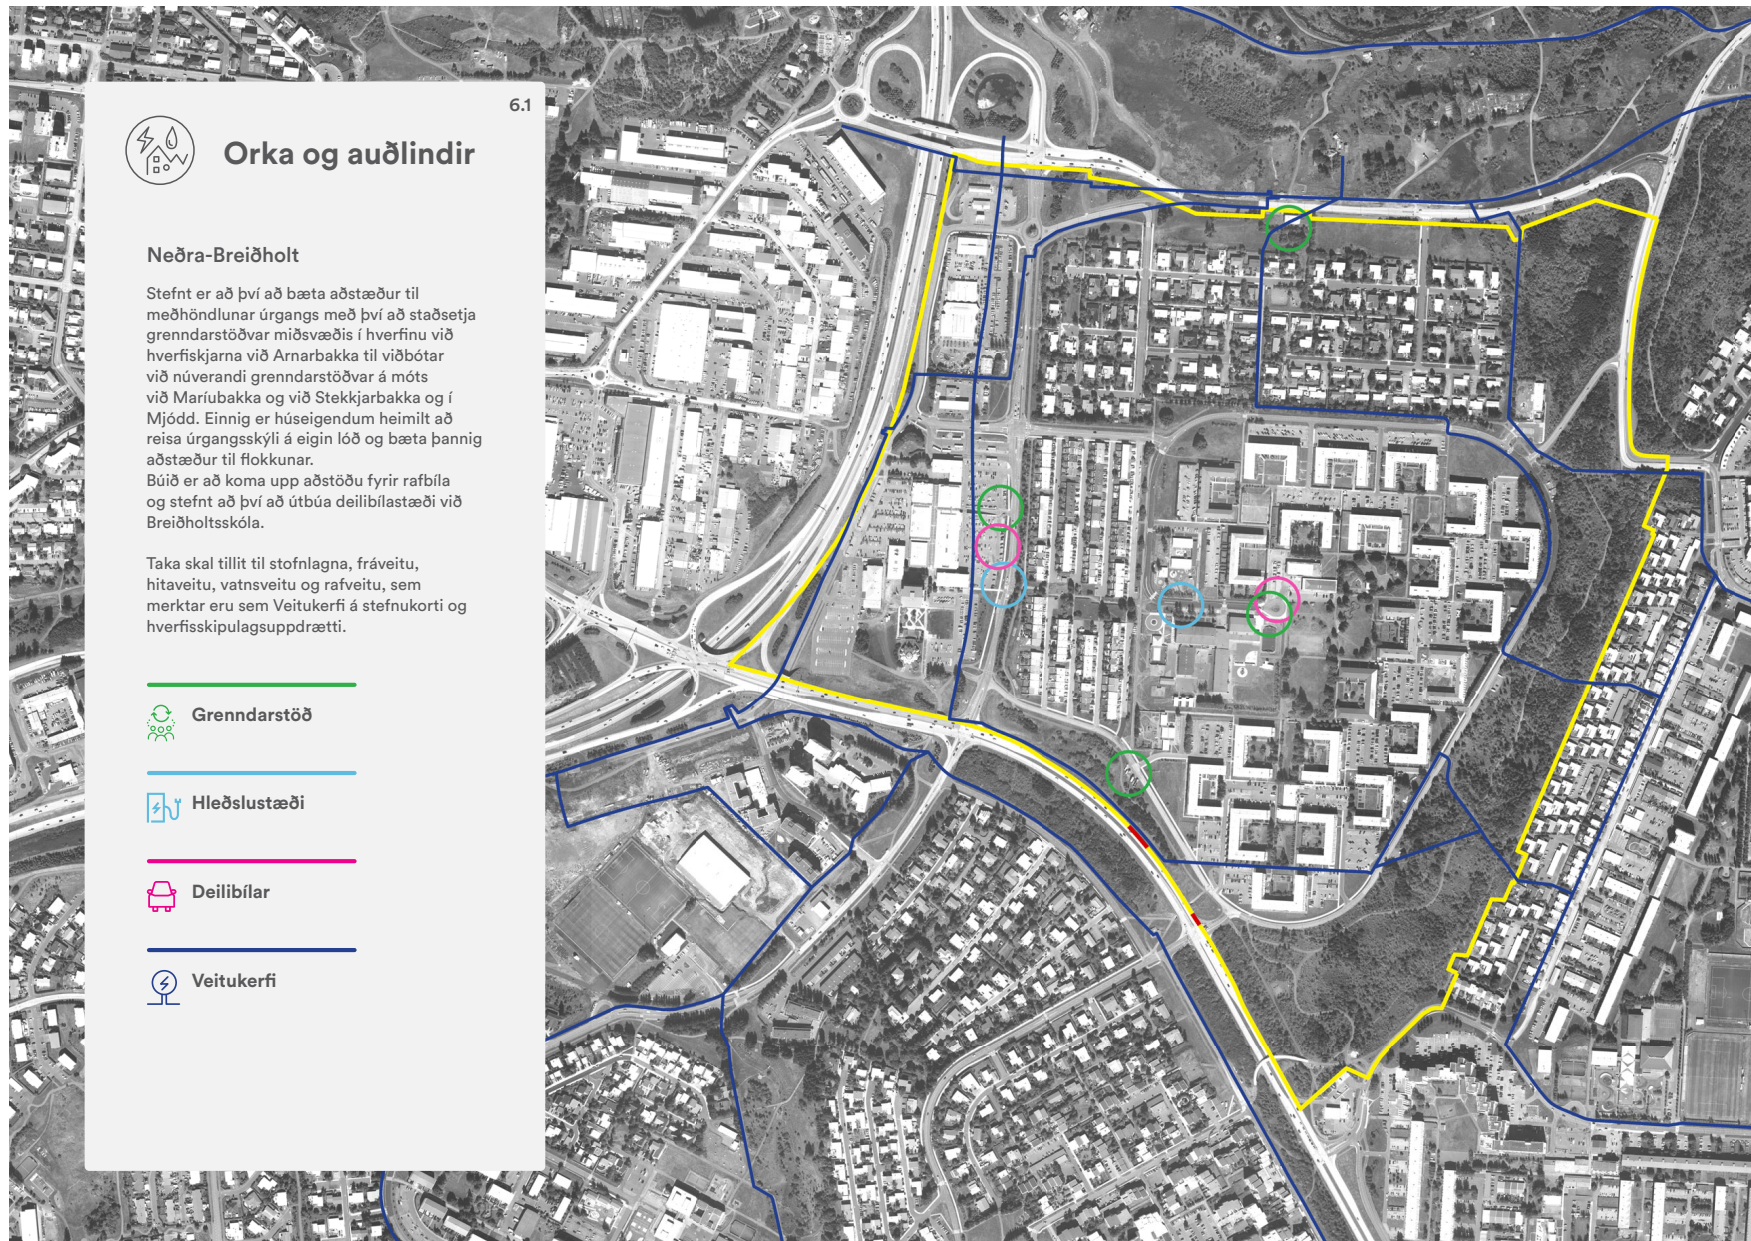 6.1
Orka og auðlindir
Neðra-Breiðholt
Stefnt er að því að bæta aðstæður til
meðhöndlunar úrgangs með því að staðsetja
grenndarstöðvar miðsvæðis í hverfinu við
hverfiskjarna við Arnarbakka til viðbótar
við núverandi grenndarstöðvar á móts
við Maríubakka og við Stekkjarbakka og í
Mjódd. Einnig er húseigendum heimilt að
reisa úrgangsskýli á eigin lóð og bæta þannig
aðstæður til flokkunar.
Búið er að koma upp aðstöðu fyrir rafbíla
og stefnt að því að útbúa deilibílastæði við
Breiðholtsskóla.
Taka skal tillit til stofnlagna, fráveitu,
hitaveitu, vatnsveitu og rafveitu, sem
merktar eru sem Veitukerfi á stefnukorti og
hverfisskipulagsuppdrætti.
Grenndarstöð
Hleðslustæði
Deilibílar
Veitukerfi